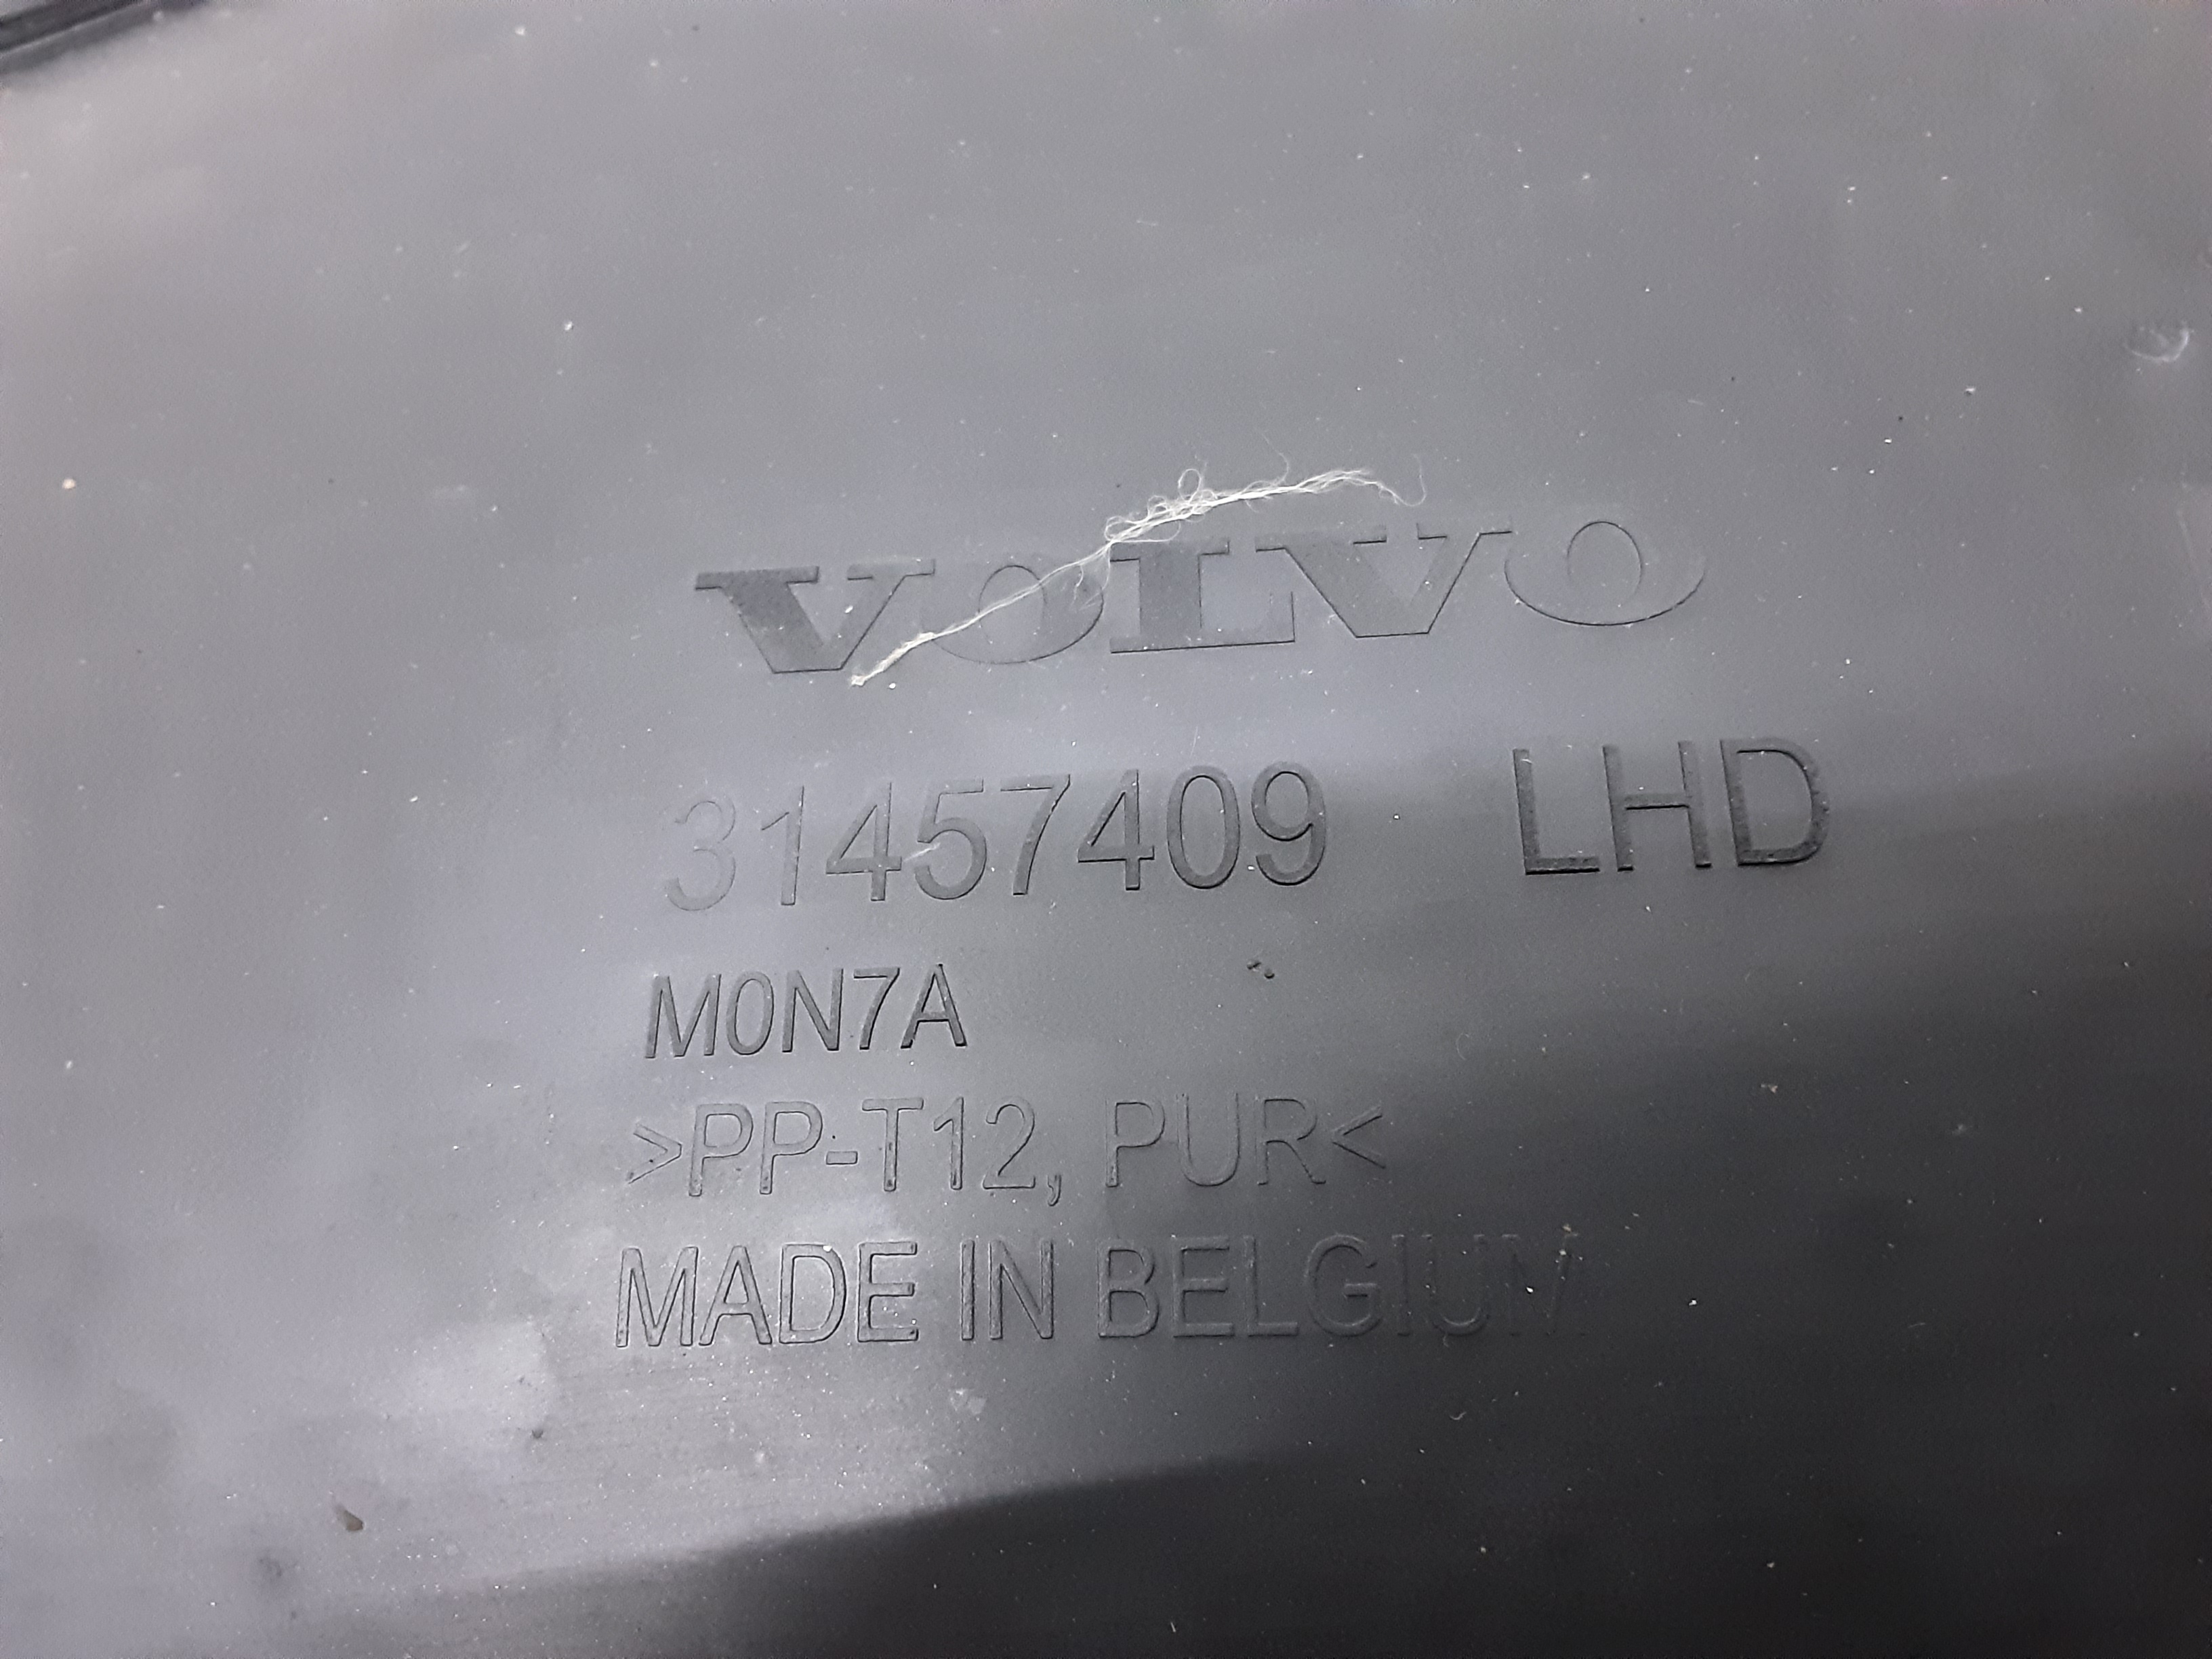 VOLVO
31457409 LHD
M0N7A
>PP-T12, PUR<
MADE IN BELGIUM